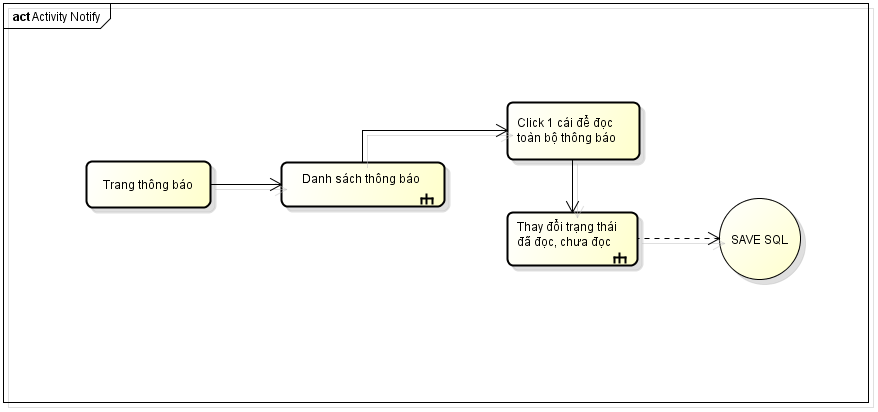 act Activity Notify
Click 1 cái để đọc
toàn bộ thông báo
Trang thông báo
Danh sách thông báo
Thay đổi trạng thái
đã đọc, chưa đọc
SAVE SQL